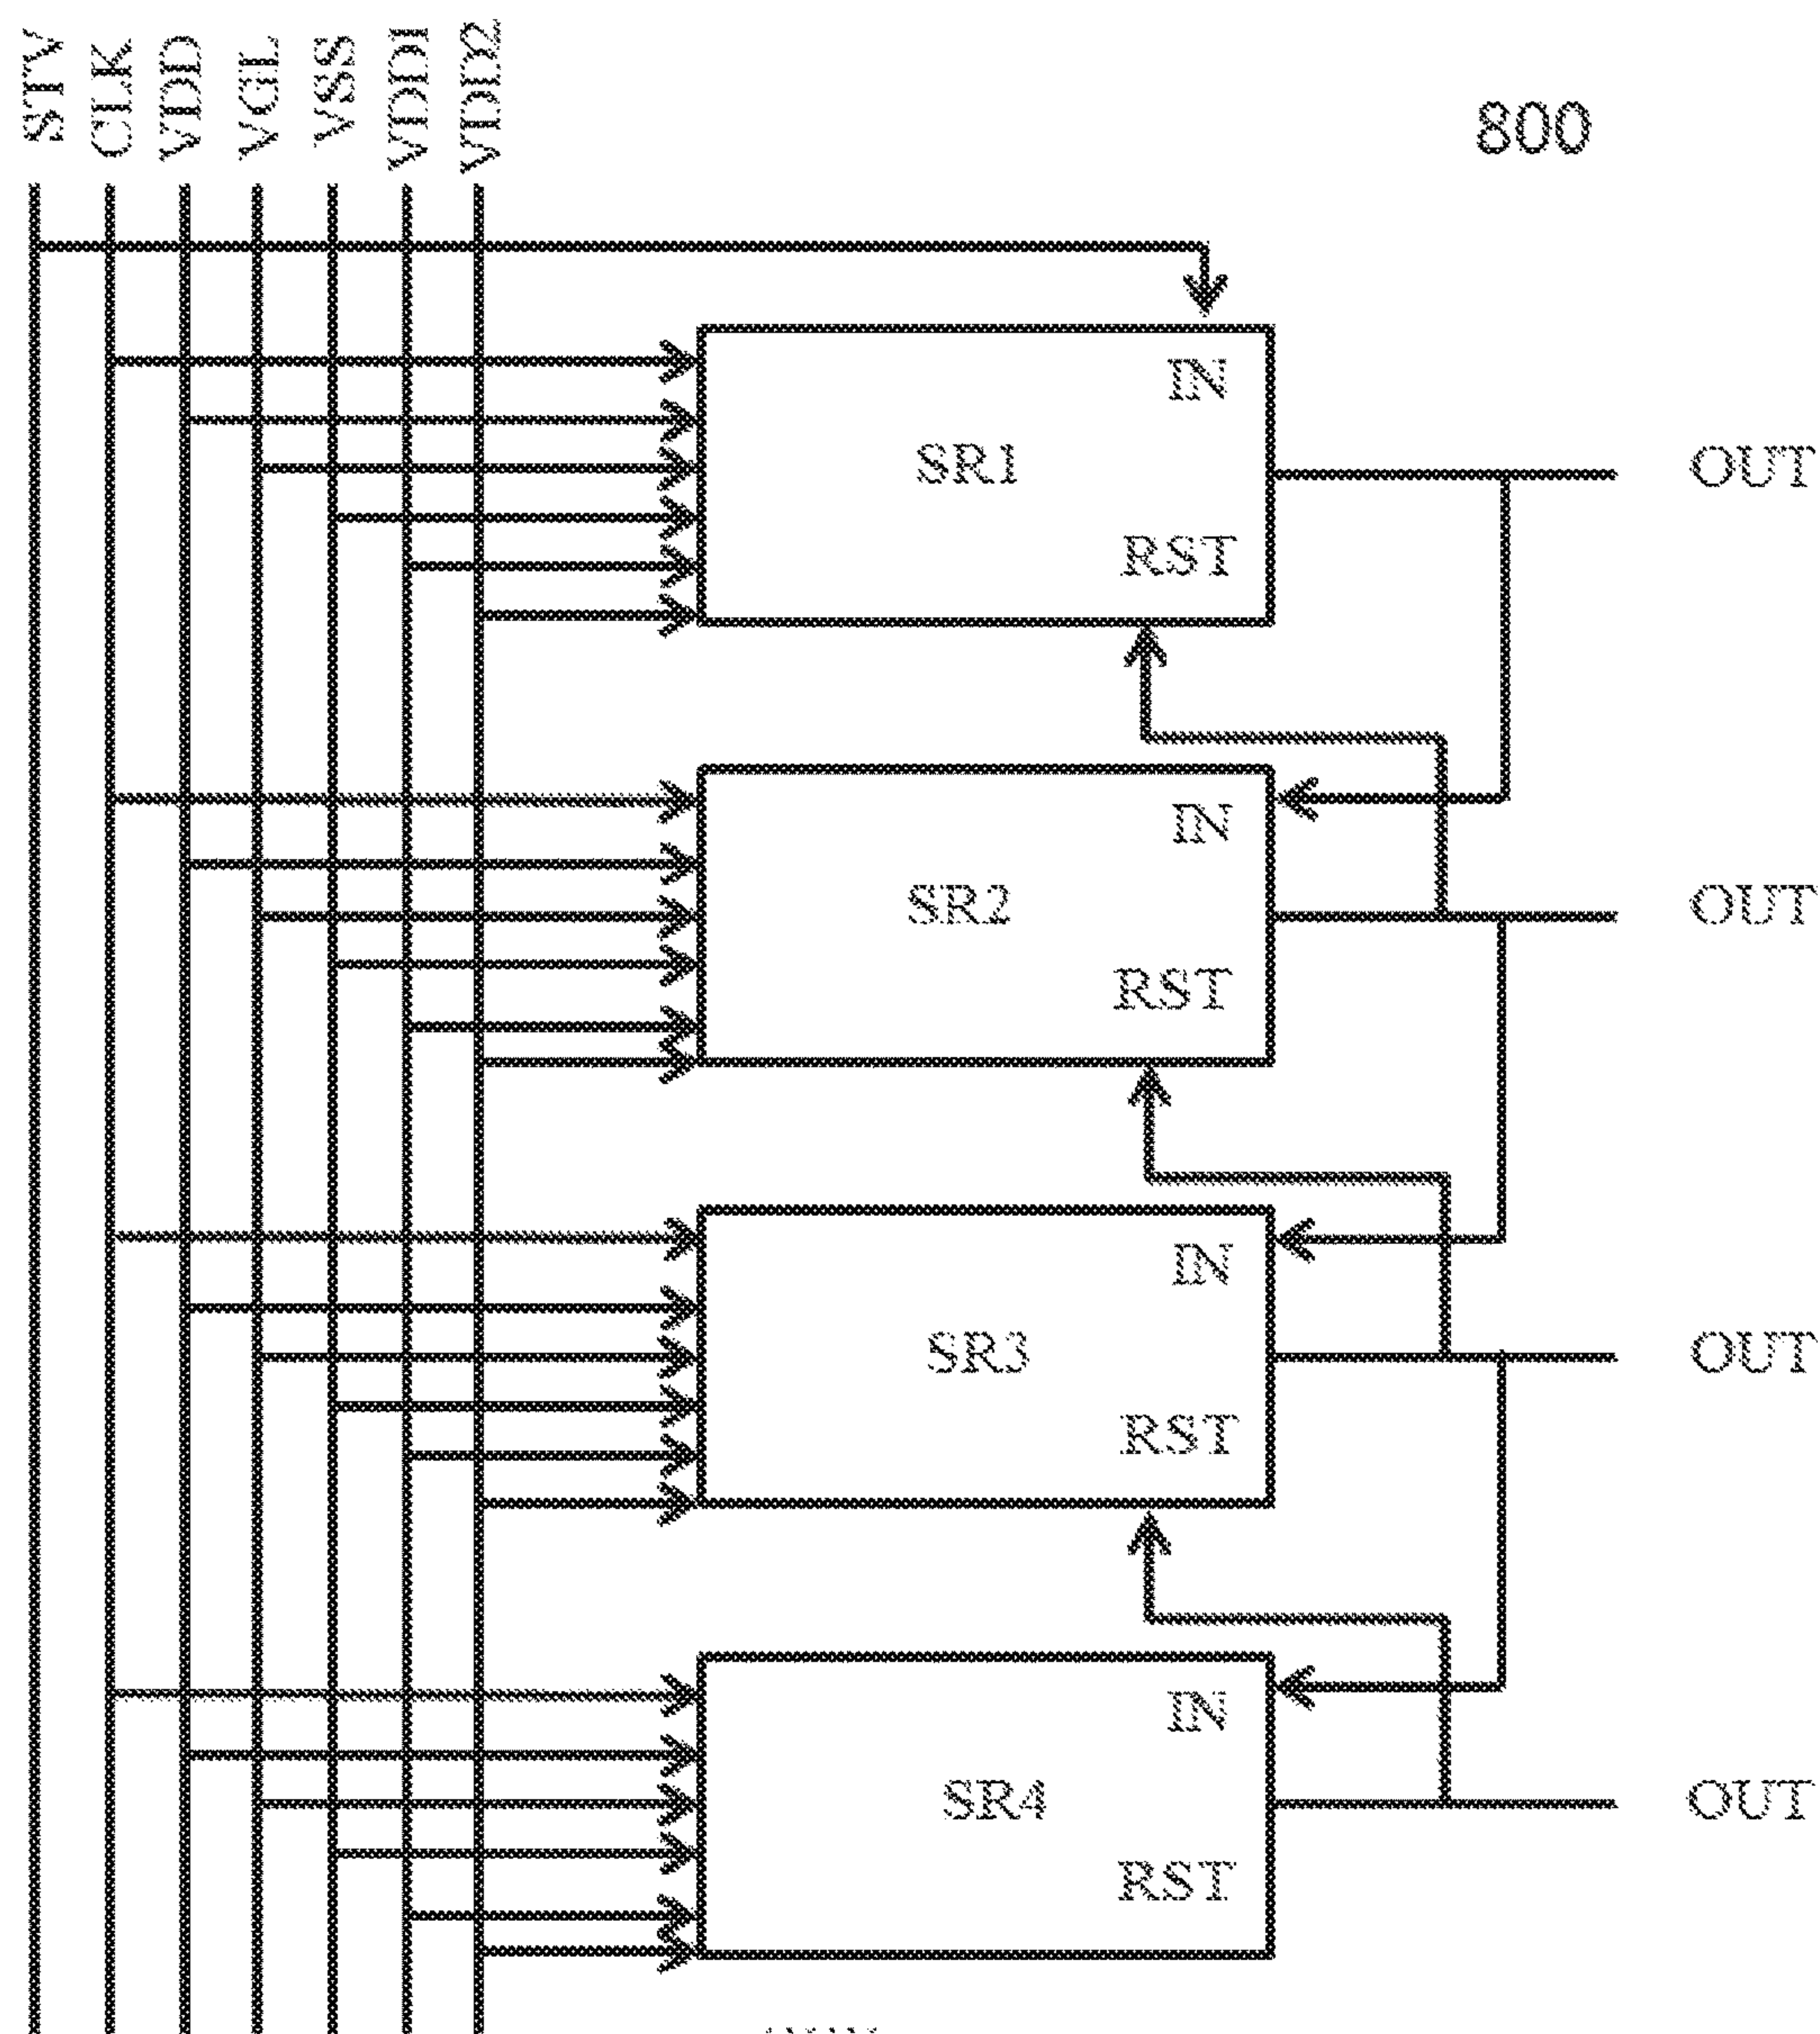 STV
CLK
VDD
VGL
VSS
VDD1
VDD2
800
IN
SR1
OUT
RST
IN
SR2
OUT
RST
IN
SR3
OUT
RST
IN
SR4
OUT
RST